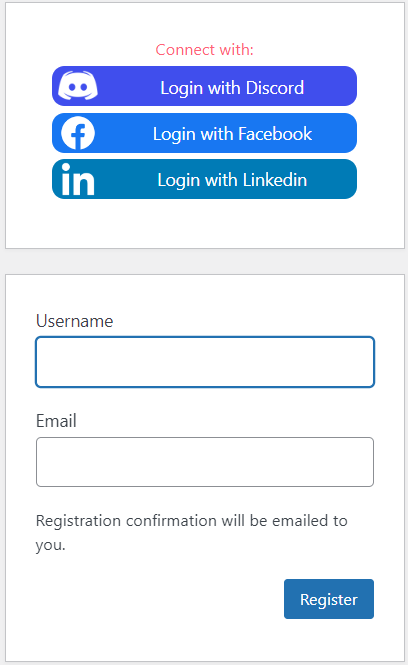 Connect with:
Login with Discord
Login with Facebook
in Login with Linkedin
Username
Email
Registration confirmation will be emailed to
you.
Register